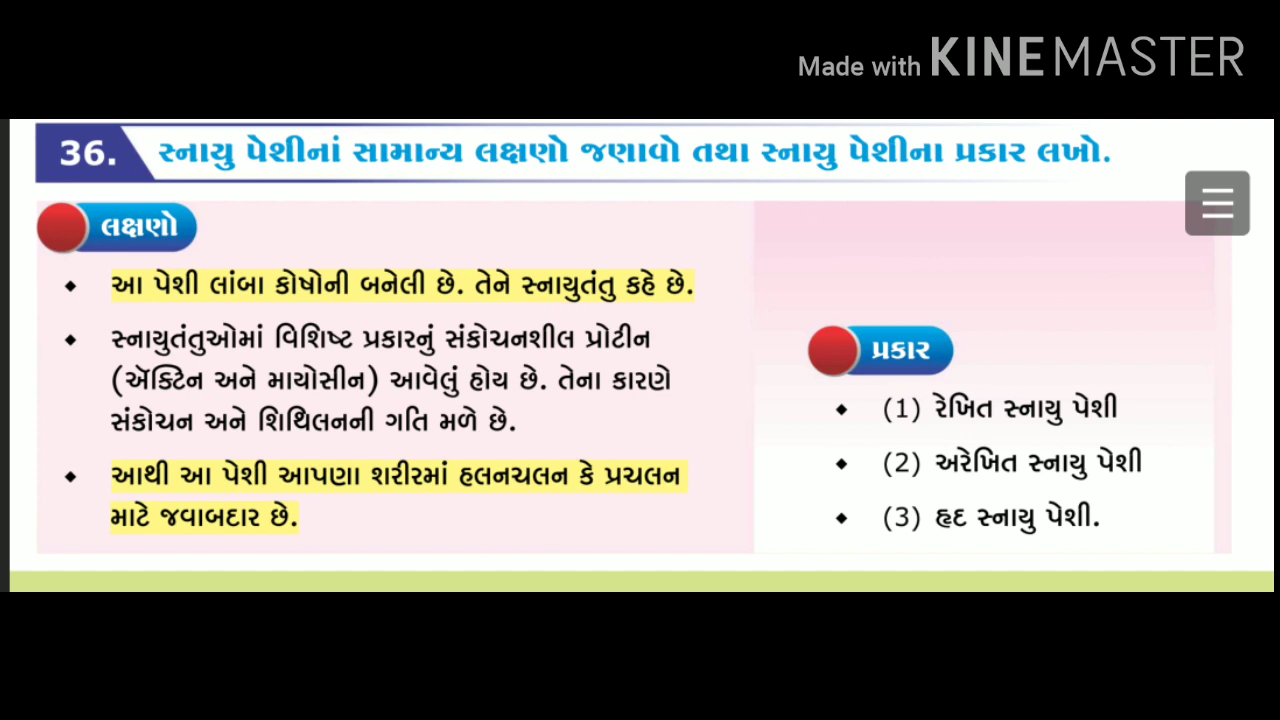 Made with KINEMASTER
36. સ્નાયુ પેશીનાં સામાન્ય લક્ષણો જણાવો તથા સ્નાયુ પેશીના પ્રકાર લખો.
લક્ષણો
◆ આ પેશી લાંબા કોષોની બનેલી છે. તેને સ્નાયુતંતુ કહે છે.
◆ સ્નાયુતંતુઓમાં વિશિષ્ટ પ્રકારનું સંકોચનશીલ પ્રોટીન
(ઍક્ટિન અને માયોસીન) આવેલું હોય છે. તેના કારણે
સંકોચન અને શિથિલનની ગતિ મળે છે.
◆ આથી આ પેશી આપણા શરીરમાં હલનચલન કે પ્રચલન
માટે જવાબદાર છે.
પ્રકાર
◆ (1) રેખિત સ્નાયુ પેશી
◆ (2) અરેખિત સ્નાયુ પેશી
◆ (3) હૃદ સ્નાયુ પેશી.